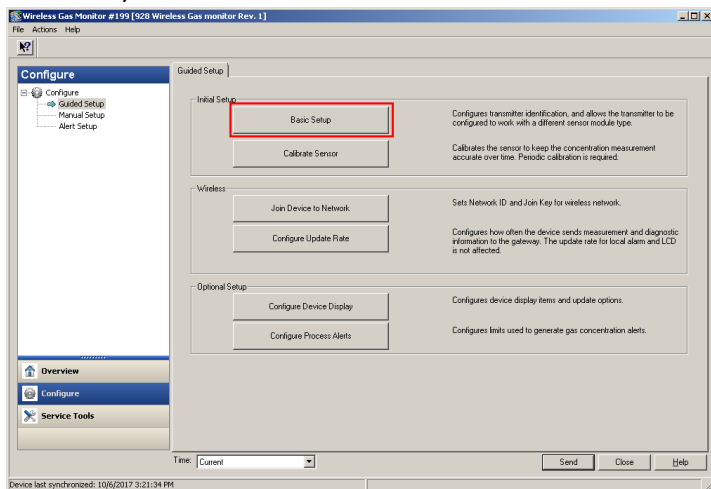 Wireless Gas Monitor #199 [928 Wireless Gas monitor Rev. 1]
File Actions Help
Configure
Configure
Guided Setup
Manual Setup
Alert Setup
Overview
Configure
Service Tools
Guided Setup
Initial Setup
Basic Setup
Configures transmitter identification, and allows the transmitter to be
configured to work with a different sensor module type.
Calibrate Sensor
Calibrates the sensor to keep the concentration measurement
accurate over time. Periodic calibration is required.
Wireless
Join Device to Network
Sets Network ID and Join Key for wireless network.
Configure Update Rate
Configures how often the device sends measurement and diagnostic
information to the gateway. The update rate for local alarm and LCD
is not affected.
Optional Setup
Configure Device Display
Configures device display items and update options.
Configure Process Alerts
Configures limits used to generate gas concentration alerts.
Time: Current
Send Close Help
Device last synchronized: 10/6/2017 3:21:34 PM